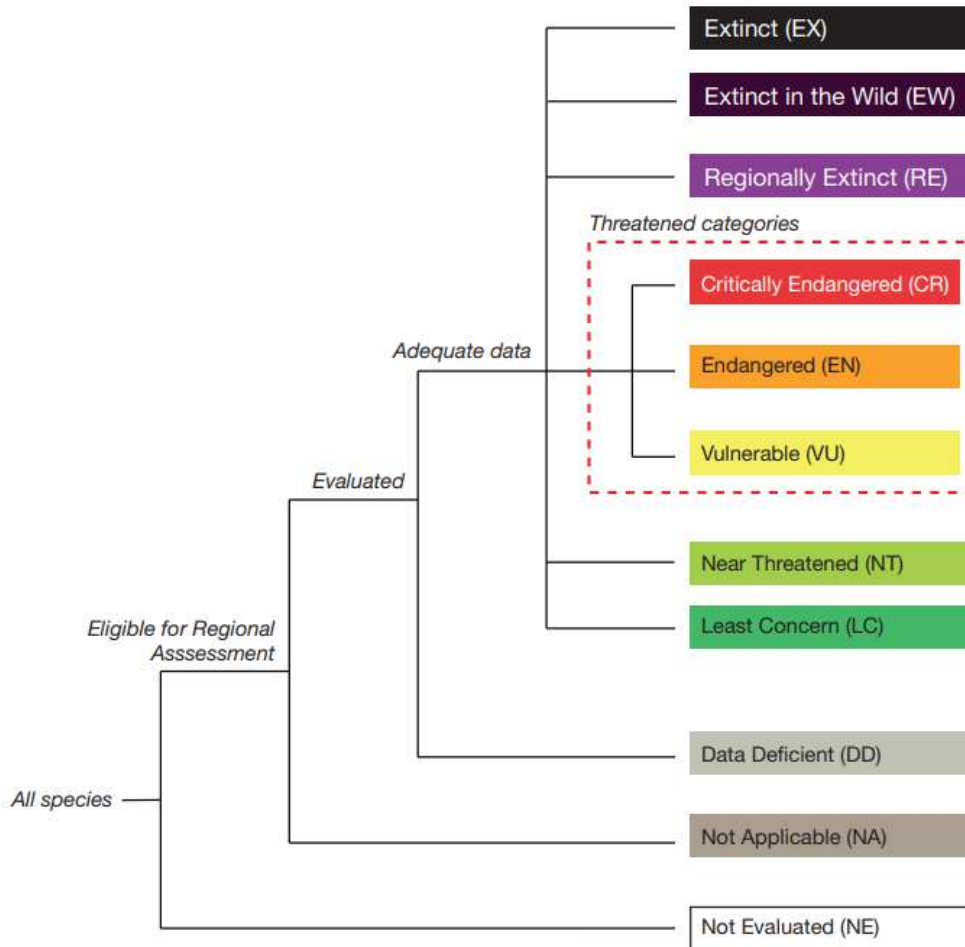 Extinct (EX)
Extinct in the Wild (EW)
Regionally Extinct (RE)
Threatened categories
Critically Endangered (CR)
Adequate data
Endangered (EN)
Vulnerable (VU)
Evaluated
Near Threatened (NT)
Eligible for Regional
Asssessment
Least Concern (LC)
Data Deficient (DD)
All species
Not Applicable (NA)
Not Evaluated (NE)